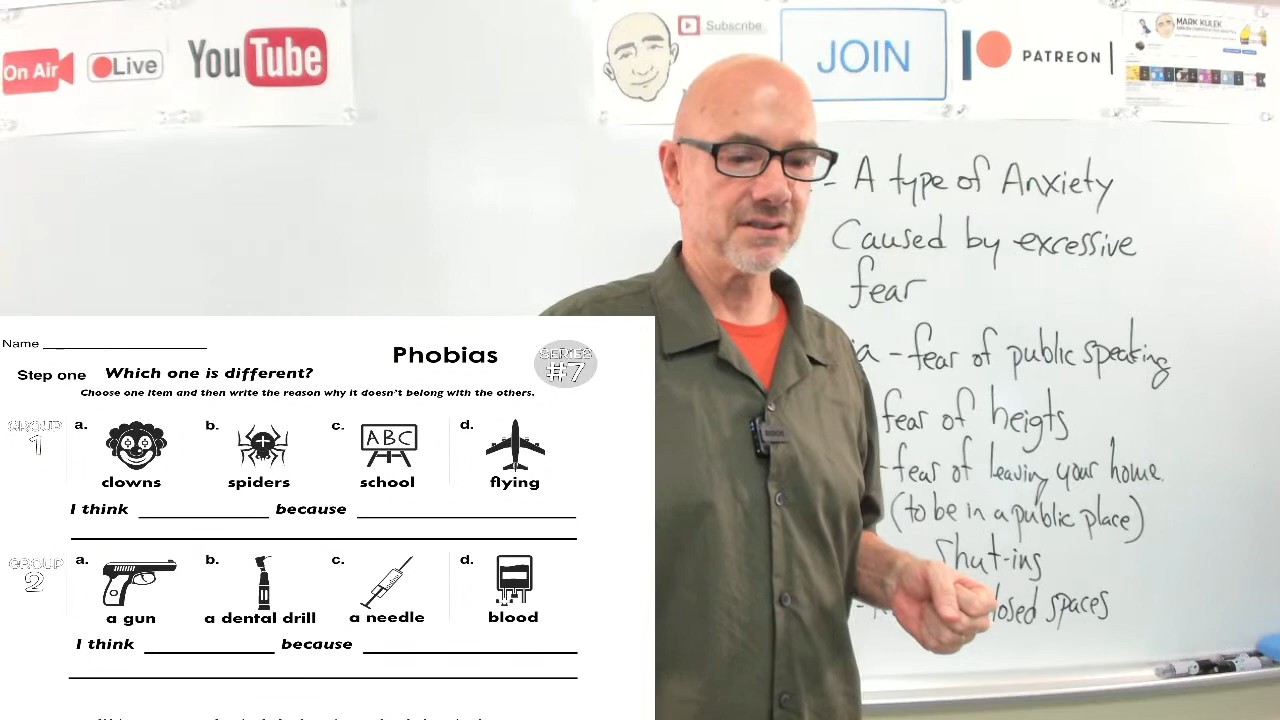 On Air
Live
YouTube
Subscribe
JOIN
PATREON
MARK KULEK
- A type of Anxiety
Caused by excessive
fear
a - fear of public speaking
fear of heigts
- fear of leaving your home.
(to be in a public place)
Shut-ins
losed spaces
Name
Phobias
SERIES
#7
Step one Which one is different?
Choose one item and then write the reason why it doesn't belong with the others.
GROUP
1
a. b. c. d.
ABC
clowns spiders school flying
I think because
GROUP
2
a. b. c. d.
a gun a dental drill a needle blood
I think because